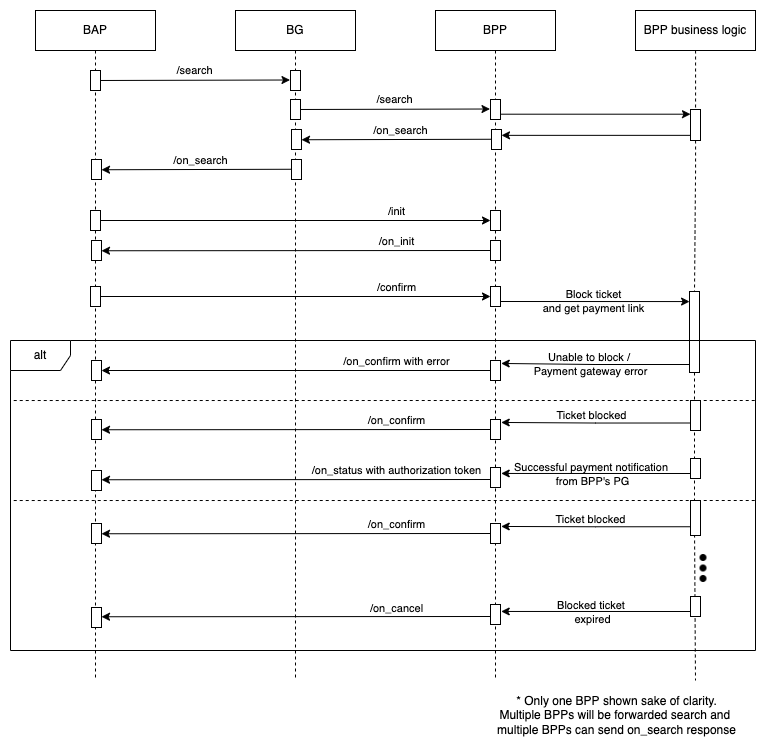 BAP
BG
BPP
BPP business logic
/search
/search
/on_search
/on_search
/init
/on_init
/confirm
Block ticket
and get payment link
alt
/on_confirm with error
Unable to block /
Payment gateway error
/on_confirm
Ticket blocked
/on_status with authorization token
Successful payment notification
from BPP's PG
/on_confirm
Ticket blocked
/on_cancel
Blocked ticket
expired
* Only one BPP shown sake of clarity.
Multiple BPPs will be forwarded search and
multiple BPPs can send on_search response